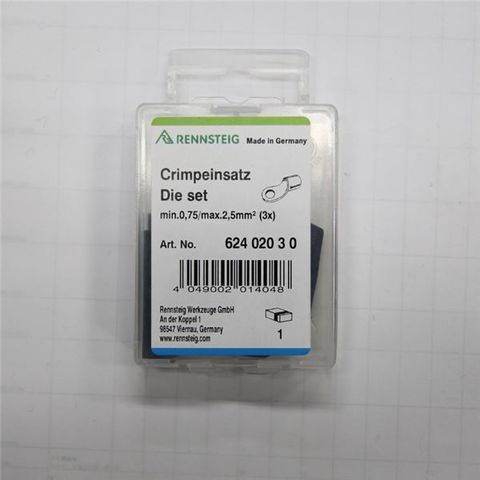 RENNSTEIG Made in Germany
Crimpeinsatz
Die set
min.0,75/max.2,5mm² (3x)
Art. No. 624 020 3 0
4 049002 014048
Rennsteig Werkzeuge GmbH
An der Koppel 1
98547 Viernau, Germany
www.rennsteig.com
1